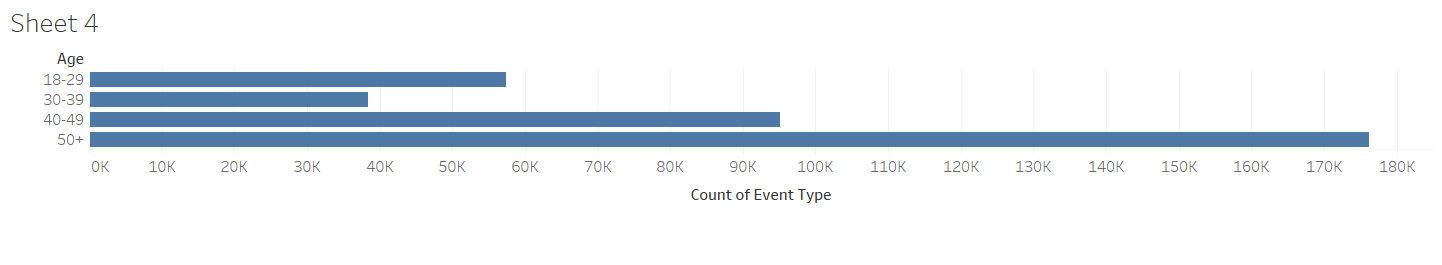 Sheet 4
Age
18-29
30-39
40-49
50+
0K 10K 20K 30K 40K 50K 60K 70K 80K 90K 100K 110K 120K 130K 140K 150K 160K 170K 180K
Count of Event Type